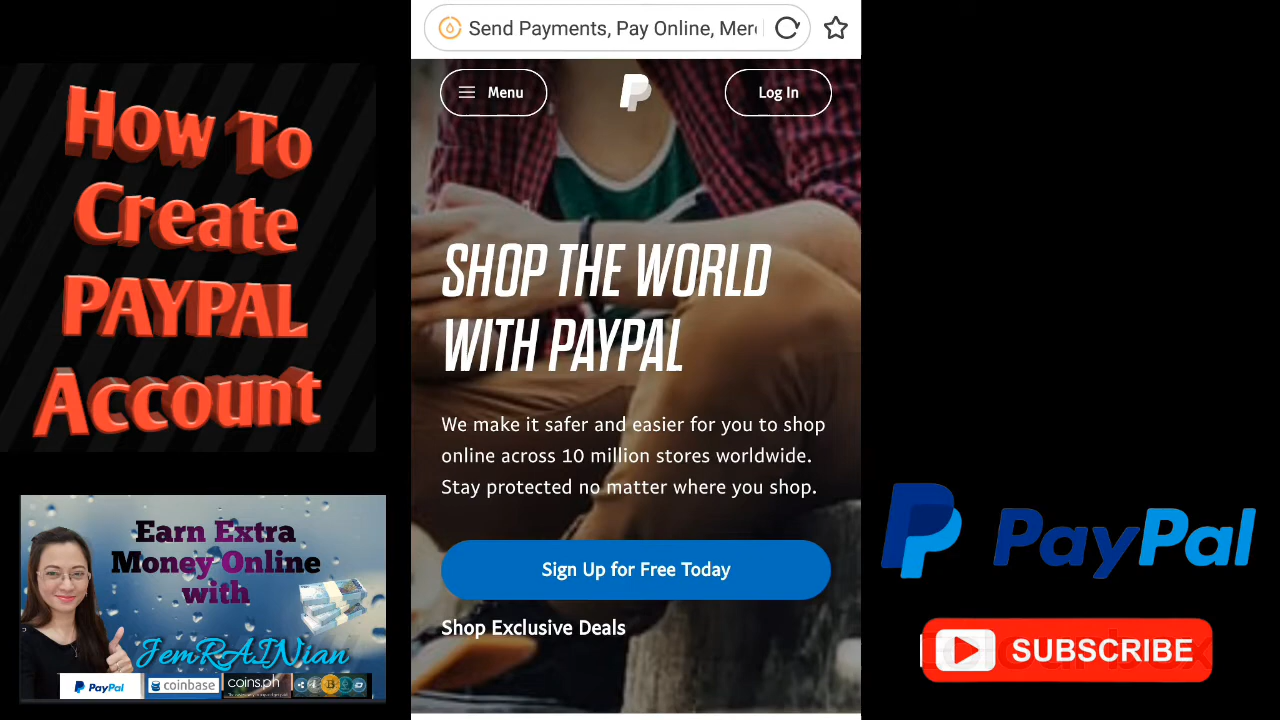 How To
Create
PAYPAL
Account
Earn Extra
Money Online
with
JemRAINian
PayPal
coinbase
coins.ph
Send Payments, Pay Online, Mer
Menu
Log In
SHOP THE WORLD
WITH PAYPAL
We make it safer and easier for you to shop
online across 10 million stores worldwide.
Stay protected no matter where you shop.
Sign Up for Free Today
Shop Exclusive Deals
PayPal
SUBSCRIBE